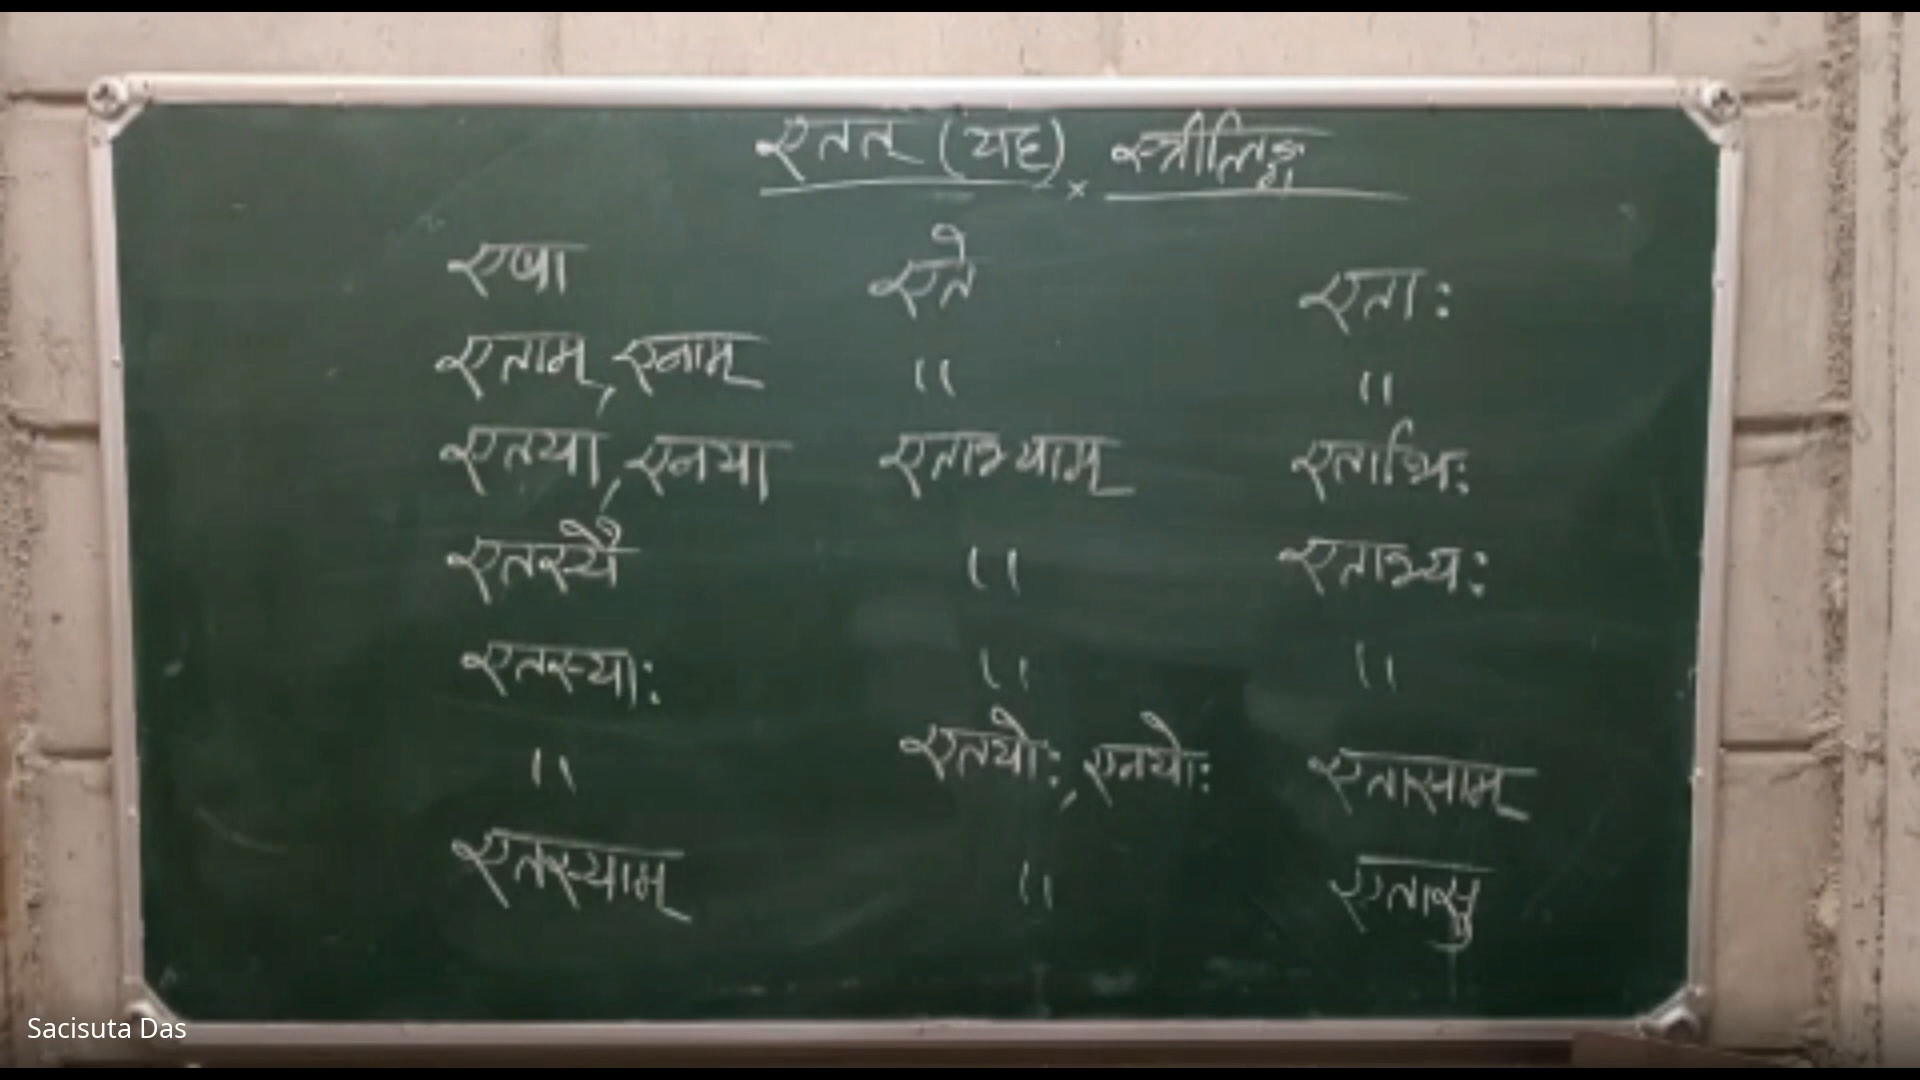 एतत् (यह) × स्त्रीलिङ्ग
एषा एते एताः
एताम्, एनाम् '' ''
एतया, एनया एताभ्याम् एताभिः
एतस्यै '' एताभ्यः
एतस्याः '' ''
'' एतयोः, एनयोः एतासाम्
एतस्याम् '' एतासु
Sacisuta Das